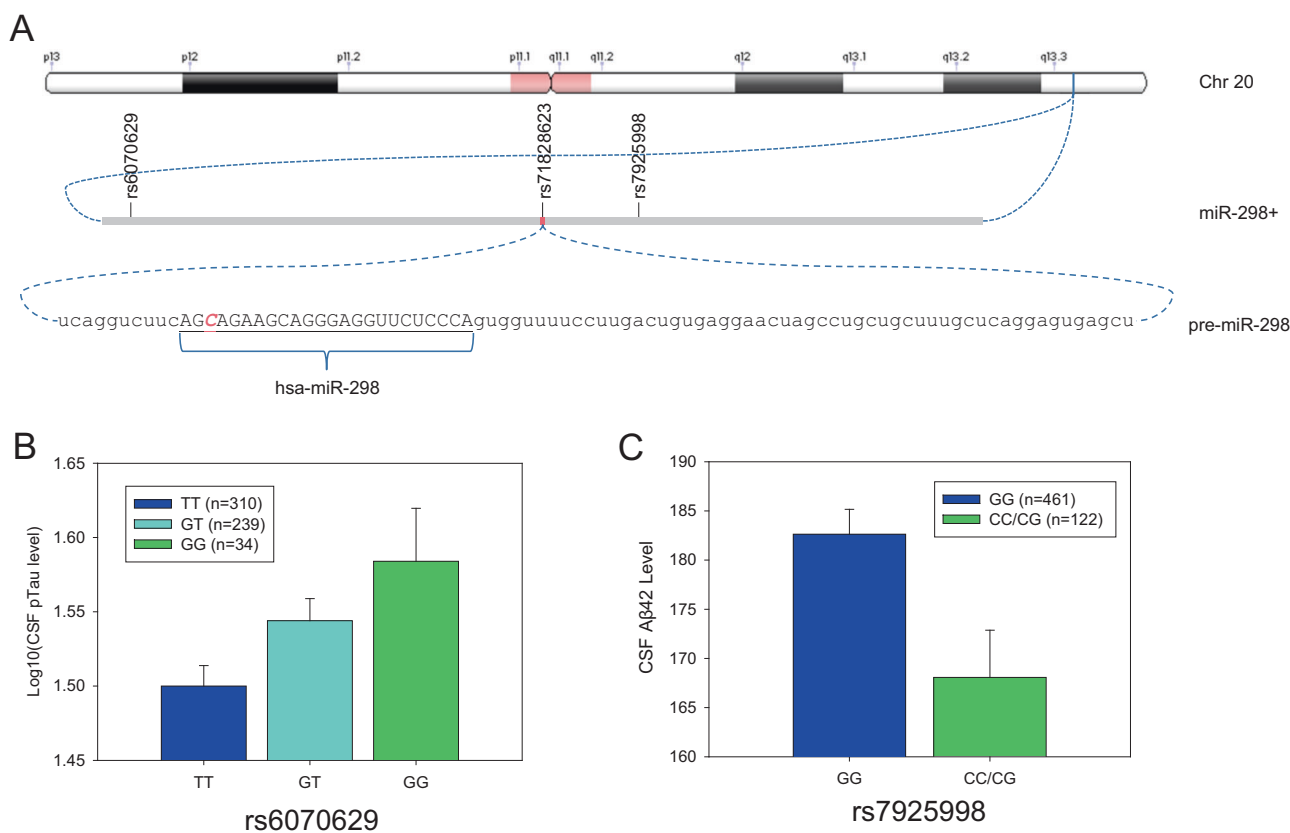 A
p13 p12 p11.2 p11.1 q11.1 q11.2 q12 q13.1 q13.2 q13.3
Chr 20
rs6070629
rs71828623
rs7925998
miR-298+
ucaggucuucAGCAGAAGCAGGGAGGUUCUCCCAgugguuuuccuugacugugaggaacuagccugcugcuuugcucaggagugagcu
pre-miR-298
hsa-miR-298
B
Log10(CSF pTau level)
1.65
1.60
1.55
1.50
1.45
TT (n=310)
GT (n=239)
GG (n=34)
TT GT GG
rs6070629
C
CSF Aβ42 Level
190
185
180
175
170
165
160
GG (n=461)
CC/CG (n=122)
GG CC/CG
rs7925998